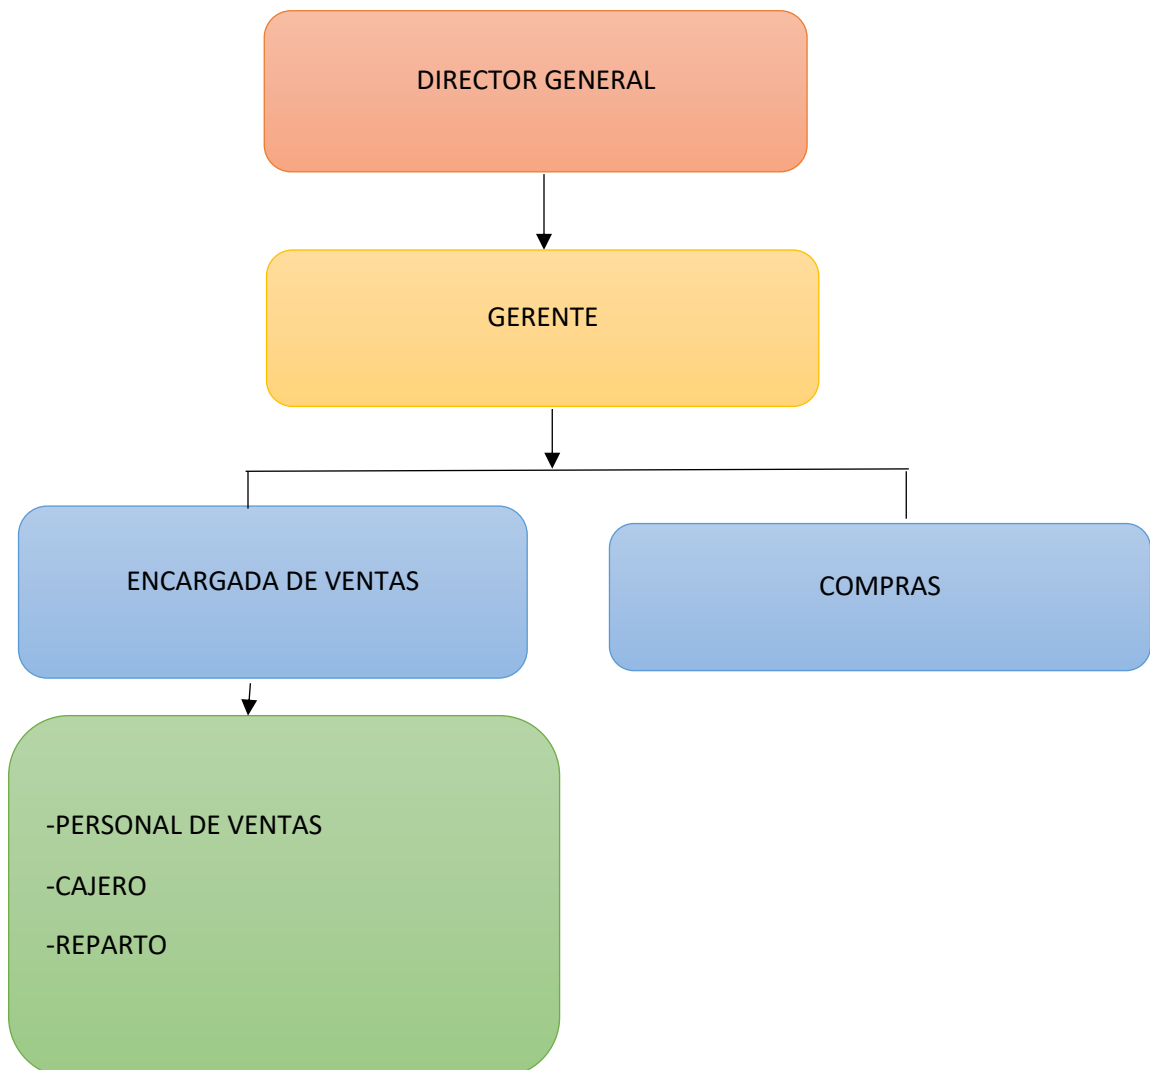 DIRECTOR GENERAL
GERENTE
ENCARGADA DE VENTAS
COMPRAS
-PERSONAL DE VENTAS
-CAJERO
-REPARTO